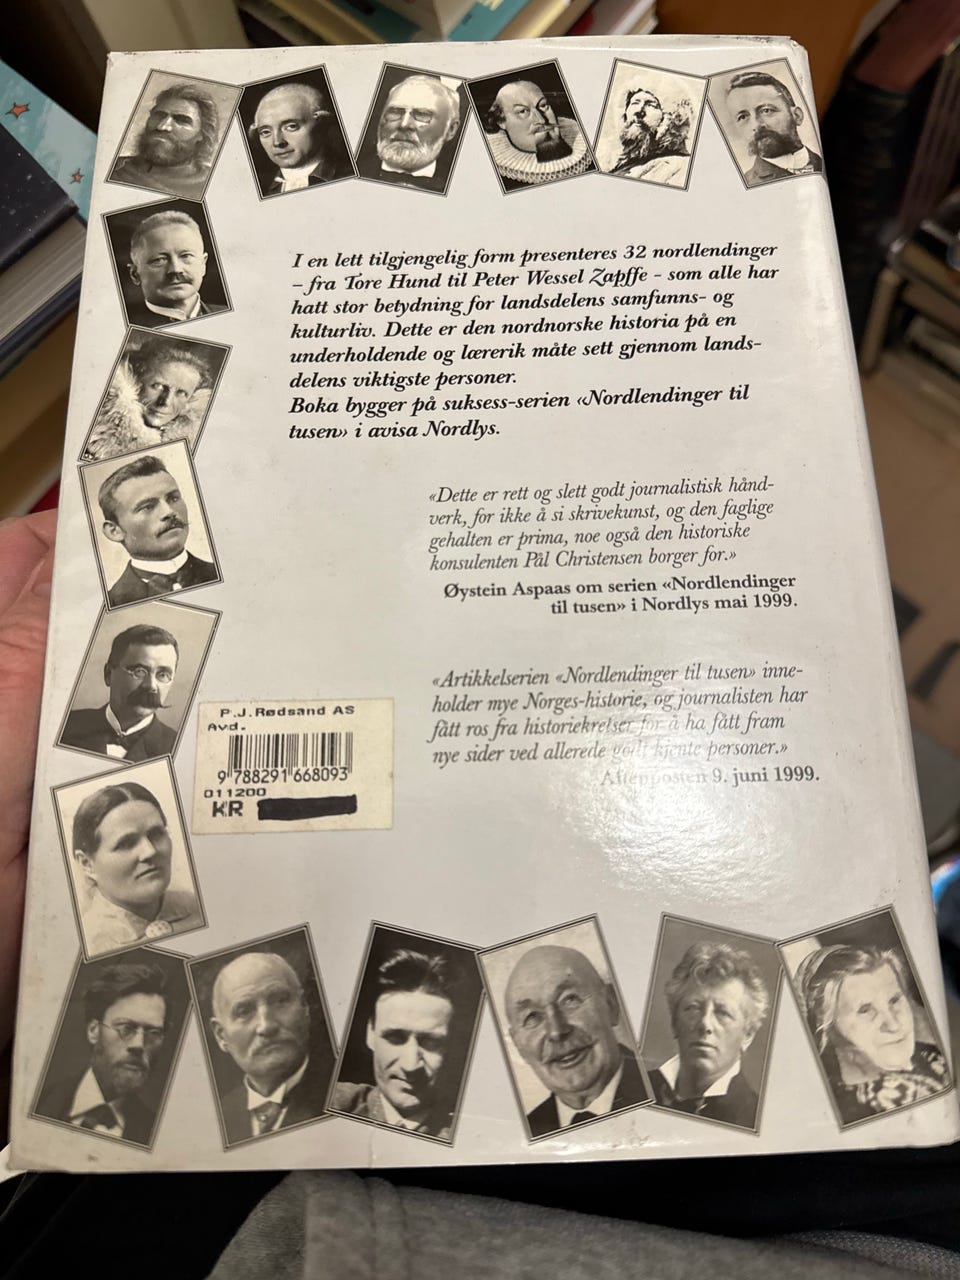 I en lett tilgjengelig form presenteres 32 nordlendinger
– fra Tore Hund til Peter Wessel Zapffe - som alle har
hatt stor betydning for landsdelens samfunns- og
kulturliv. Dette er den nordnorske historia på en
underholdende og lærerik måte sett gjennom lands-
delens viktigste personer.
Boka bygger på suksess-serien «Nordlendinger til
tusen» i avisa Nordlys.
«Dette er rett og slett godt journalistisk hånd-
verk, for ikke å si skrivekunst, og den faglige
gehalten er prima, noe også den historiske
konsulenten Pål Christensen borger for.»
Øystein Aspaas om serien «Nordlendinger
til tusen» i Nordlys mai 1999.
«Artikkelserien «Nordlendinger til tusen» inne-
holder mye Norges-historie, og journalisten har
fått ros fra historiekretser for å ha fått fram
nye sider ved allerede godt kjente personer.»
Aftenposten 9. juni 1999.
P.J.Rødsand AS
Avd.
9 788291 668093
011200
KR